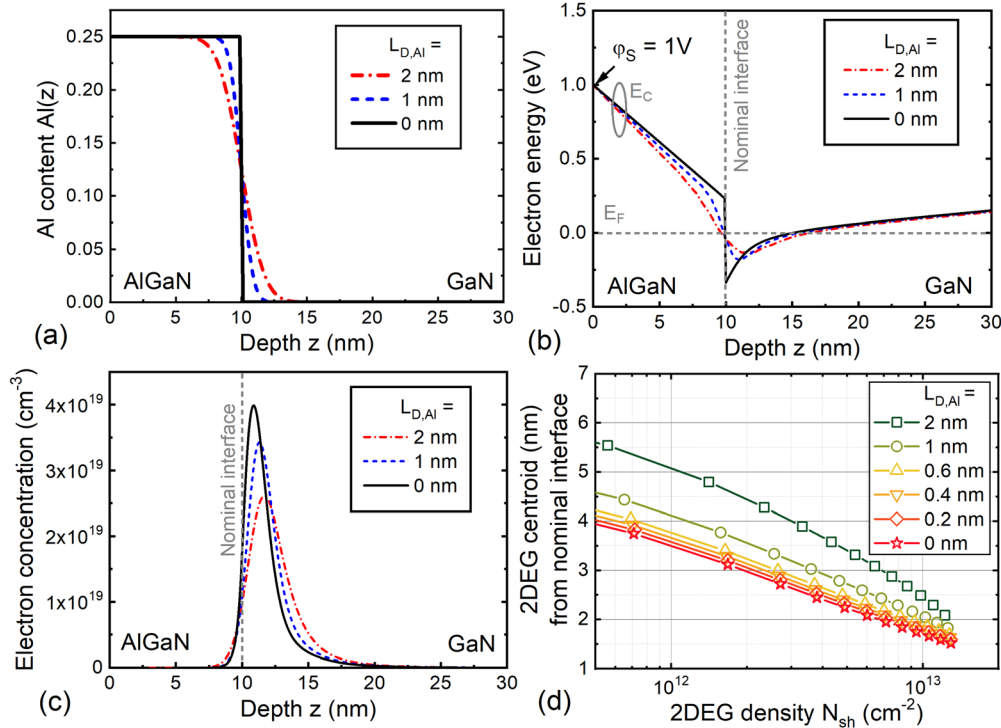 0.25
0.20
0.15
0.10
0.05
0.00
Al content Al(z)
L_D,Al =
2 nm
1 nm
0 nm
AlGaN
GaN
0
5
10
15
20
25
30
Depth z (nm)
(a)
1.5
1.0
0.5
0.0
-0.5
Electron energy (eV)
φ_S = 1V
E_C
E_F
Nominal interface
L_D,Al =
2 nm
1 nm
0 nm
AlGaN
GaN
0
5
10
15
20
25
30
Depth z (nm)
(b)
4x10^19
3x10^19
2x10^19
1x10^19
0
Electron concentration (cm^-3)
Nominal interface
L_D,Al =
2 nm
1 nm
0 nm
AlGaN
GaN
0
5
10
15
20
25
30
Depth z (nm)
(c)
7
6
5
4
3
2
1
2DEG centroid (nm)
from nominal interface
L_D,Al =
2 nm
1 nm
0.6 nm
0.4 nm
0.2 nm
0 nm
10^12
10^13
2DEG density N_sh (cm^-2)
(d)